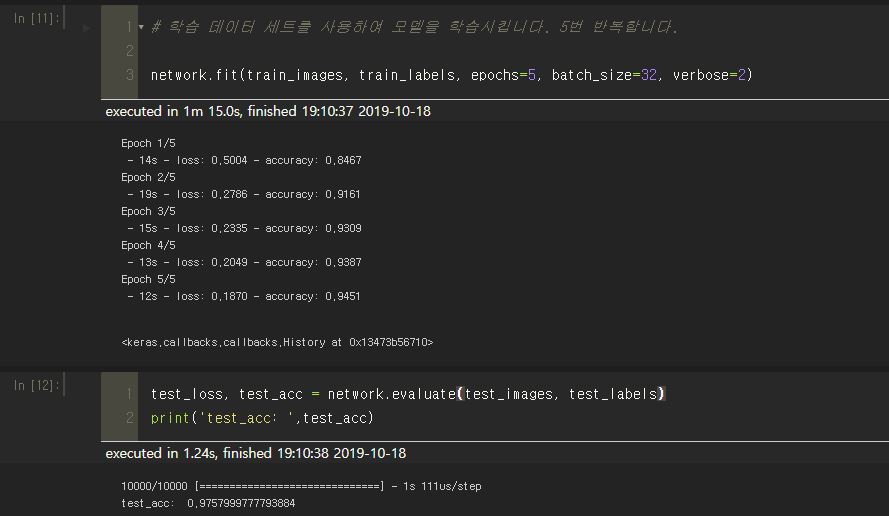 In [11]:
1 # 학습 데이터 세트를 사용하여 모델을 학습시킵니다. 5번 반복합니다.
2
3 network.fit(train_images, train_labels, epochs=5, batch_size=32, verbose=2)
executed in 1m 15.0s, finished 19:10:37 2019-10-18
Epoch 1/5
 - 14s - loss: 0.5004 - accuracy: 0.8467
Epoch 2/5
 - 19s - loss: 0.2786 - accuracy: 0.9161
Epoch 3/5
 - 15s - loss: 0.2335 - accuracy: 0.9309
Epoch 4/5
 - 13s - loss: 0.2049 - accuracy: 0.9387
Epoch 5/5
 - 12s - loss: 0.1870 - accuracy: 0.9451
<keras.callbacks.callbacks.History at 0x13473b56710>
In [12]:
1 test_loss, test_acc = network.evaluate(test_images, test_labels)
2 print('test_acc: ',test_acc)
executed in 1.24s, finished 19:10:38 2019-10-18
10000/10000 [==============================] - 1s 111us/step
test_acc:  0.9757999777793884